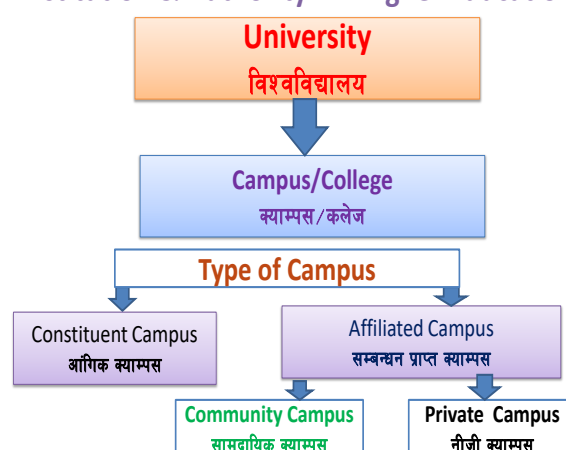 University
विश्वविद्यालय
Campus/College
क्याम्पस/कलेज
Type of Campus
Constituent Campus
आंगिक क्याम्पस
Affiliated Campus
सम्बन्धन प्राप्त क्याम्पस
Community Campus
सामुदायिक क्याम्पस
Private Campus
नीजी क्याम्पस